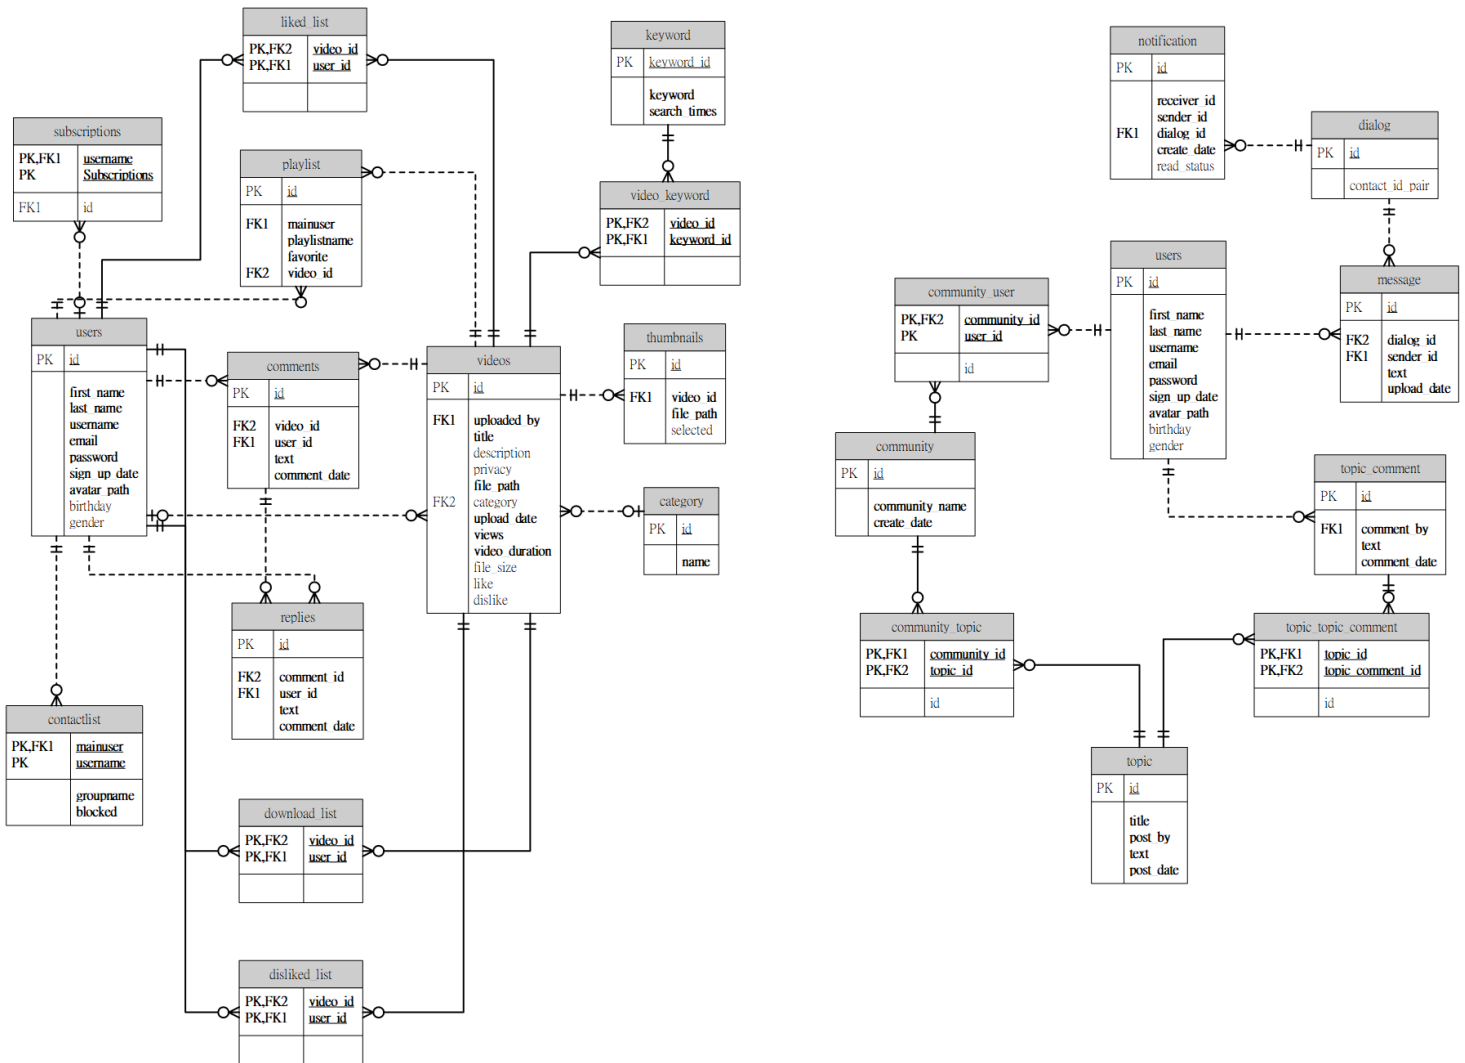 liked_list
PK,FK2 video_id
PK,FK1 user_id
keyword
PK keyword_id
keyword
search_times
subscriptions
PK,FK1 username
PK Subscriptions
FK1 id
playlist
PK id
FK1 mainuser
playlistname
favorite
FK2 video_id
video_keyword
PK,FK2 video_id
PK,FK1 keyword_id
users
PK id
first_name
last_name
username
email
password
sign_up_date
avatar_path
birthday
gender
comments
PK id
FK2 video_id
FK1 user_id
text
comment_date
videos
PK id
FK1 uploaded_by
title
description
privacy
file_path
FK2 category
upload_date
views
video_duration
file_size
like
dislike
thumbnails
PK id
FK1 video_id
file_path
selected
category
PK id
name
replies
PK id
FK2 comment_id
FK1 user_id
text
comment_date
contactlist
PK,FK1 mainuser
PK username
groupname
blocked
download_list
PK,FK2 video_id
PK,FK1 user_id
disliked_list
PK,FK2 video_id
PK,FK1 user_id
notification
PK id
receiver_id
sender_id
FK1 dialog_id
create_date
read_status
dialog
PK id
contact_id_pair
users
PK id
first_name
last_name
username
email
password
sign_up_date
avatar_path
birthday
gender
message
PK id
FK2 dialog_id
FK1 sender_id
text
upload_date
community_user
PK,FK2 community_id
PK user_id
id
community
PK id
community_name
create_date
topic_comment
PK id
FK1 comment_by
text
comment_date
community_topic
PK,FK1 community_id
PK,FK2 topic_id
id
topic_topic_comment
PK,FK1 topic_id
PK,FK2 topic_comment_id
id
topic
PK id
title
post_by
text
post_date